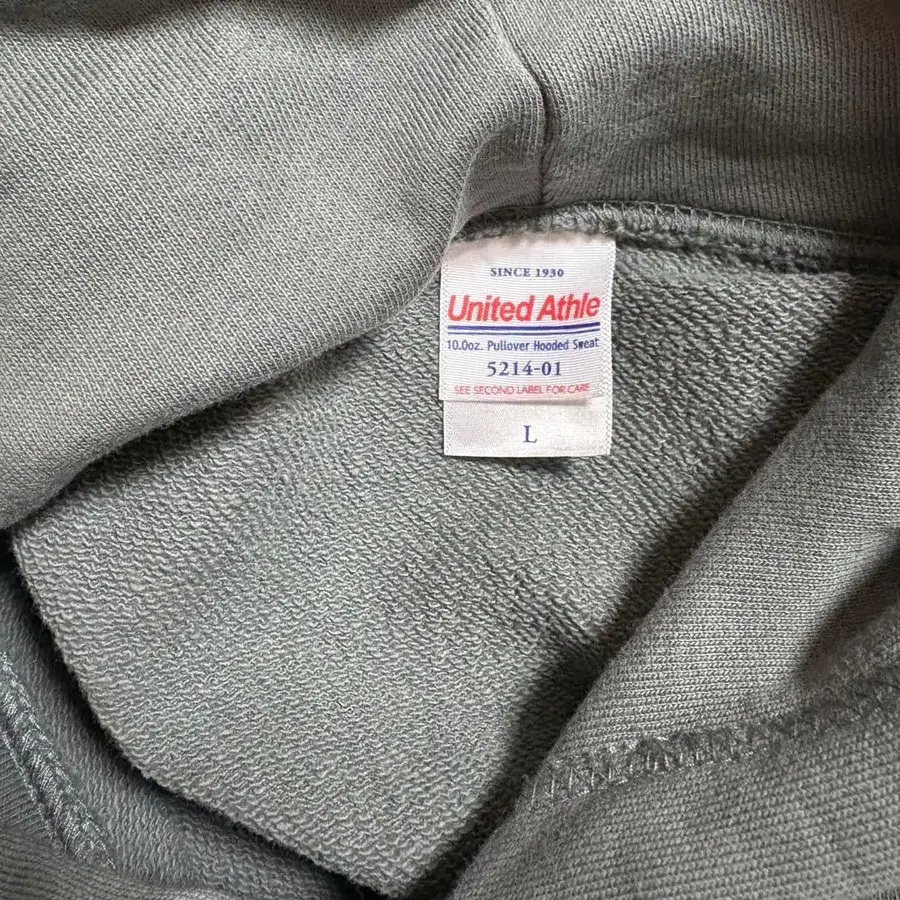 SINCE 1930
United Athle
10.0oz. Pullover Hooded Sweat
5214-01
SEE SECOND LABEL FOR CARE
L